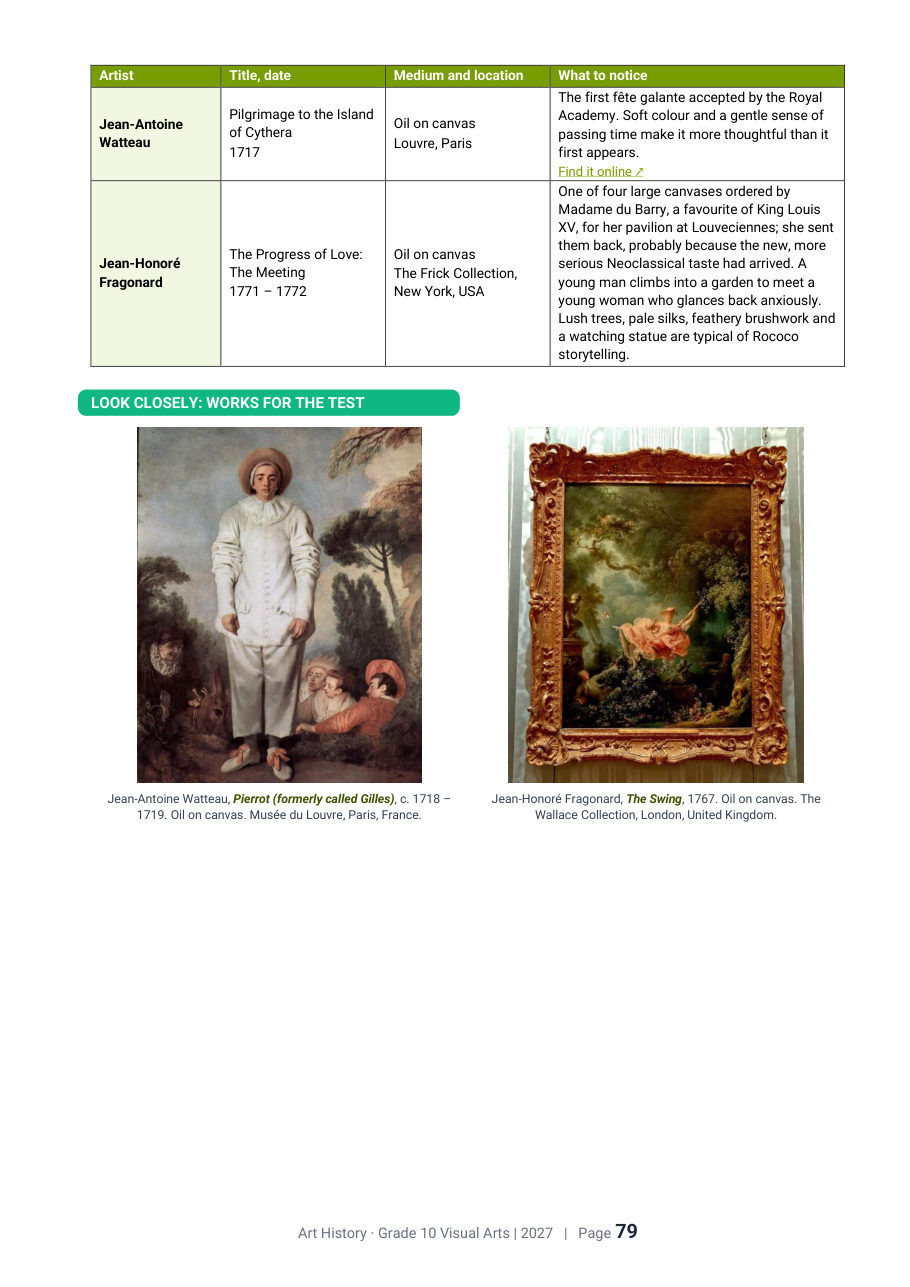 Artist
Title, date
Medium and location
What to notice
Jean-Antoine
Watteau
Pilgrimage to the Island
of Cythera
1717
Oil on canvas
Louvre, Paris
The first fête galante accepted by the Royal
Academy. Soft colour and a gentle sense of
passing time make it more thoughtful than it
first appears.
Find it online ↗
Jean-Honoré
Fragonard
The Progress of Love:
The Meeting
1771 – 1772
Oil on canvas
The Frick Collection,
New York, USA
One of four large canvases ordered by
Madame du Barry, a favourite of King Louis
XV, for her pavilion at Louveciennes; she sent
them back, probably because the new, more
serious Neoclassical taste had arrived. A
young man climbs into a garden to meet a
young woman who glances back anxiously.
Lush trees, pale silks, feathery brushwork and
a watching statue are typical of Rococo
storytelling.
LOOK CLOSELY: WORKS FOR THE TEST
Jean-Antoine Watteau, Pierrot (formerly called Gilles), c. 1718 –
1719. Oil on canvas. Musée du Louvre, Paris, France.
Jean-Honoré Fragonard, The Swing, 1767. Oil on canvas. The
Wallace Collection, London, United Kingdom.
Art History · Grade 10 Visual Arts | 2027 | Page 79